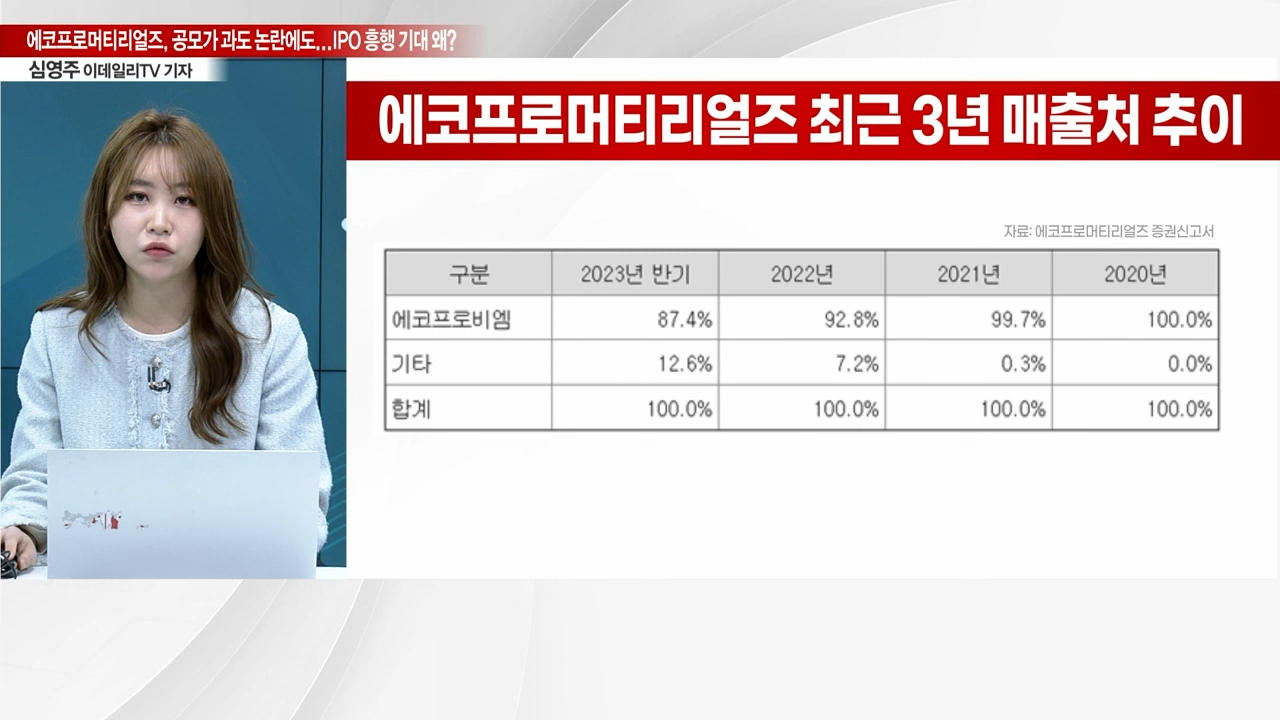 에코프로머티리얼즈, 공모가 과도 논란에도...IPO 흥행 기대 왜?
심영주 이데일리TV 기자
에코프로머티리얼즈 최근 3년 매출처 추이
자료: 에코프로머티리얼즈 증권신고서
구분 2023년 반기 2022년 2021년 2020년
에코프로비엠 87.4% 92.8% 99.7% 100.0%
기타 12.6% 7.2% 0.3% 0.0%
합계 100.0% 100.0% 100.0% 100.0%